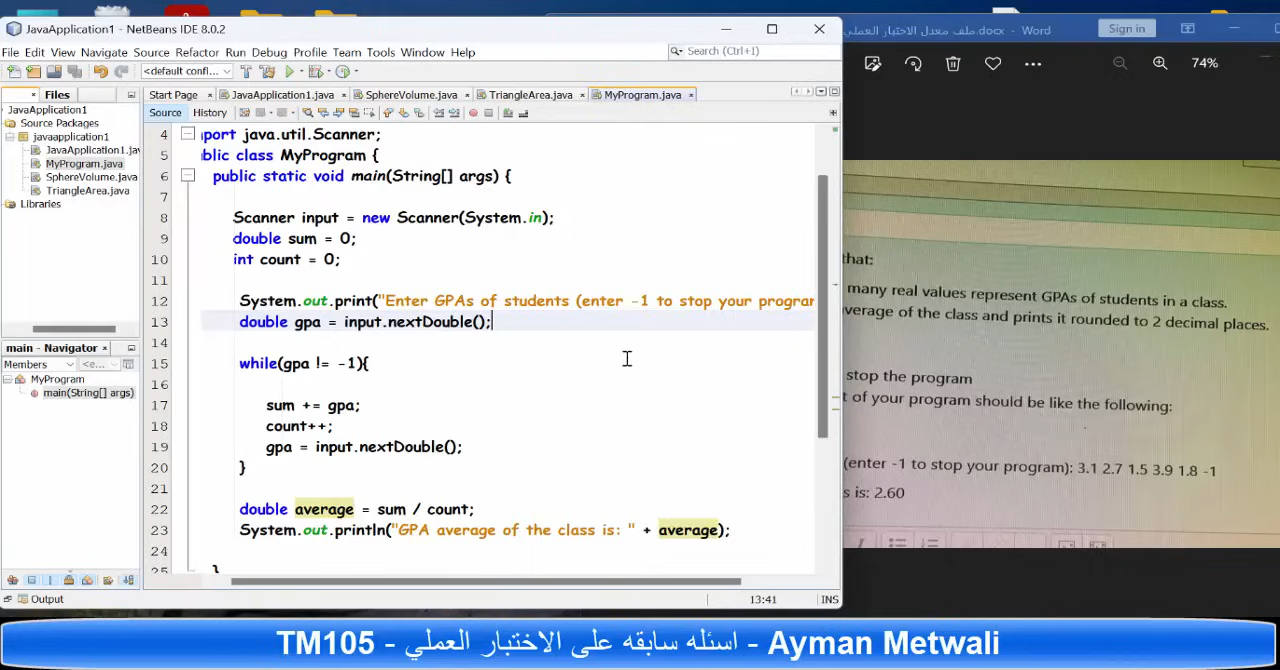 JavaApplication1 - NetBeans IDE 8.0.2
File Edit View Navigate Source Refactor Run Debug Profile Team Tools Window Help
Search (Ctrl+I)
<default confl...
Files
JavaApplication1
Source Packages
javaapplication1
JavaApplication1.jav
MyProgram.java
SphereVolume.java
TriangleArea.java
Libraries
main - Navigator
Members
<e...
MyProgram
main(String[] args)
Start Page
JavaApplication1.java
SphereVolume.java
TriangleArea.java
MyProgram.java
Source History
4 port java.util.Scanner;
5 blic class MyProgram {
6 public static void main(String[] args) {
7
8 Scanner input = new Scanner(System.in);
9 double sum = 0;
10 int count = 0;
11
12 System.out.print("Enter GPAs of students (enter -1 to stop your program
13 double gpa = input.nextDouble();
14
15 while(gpa != -1){
16
17 sum += gpa;
18 count++;
19 gpa = input.nextDouble();
20 }
21
22 double average = sum / count;
23 System.out.println("GPA average of the class is: " + average);
24
25 }
Output
13:41
INS
ملف معدل الاختبار العملي.docx - Word
Sign in
74%
that:
many real values represent GPAs of students in a class.
average of the class and prints it rounded to 2 decimal places.
stop the program
t of your program should be like the following:
(enter -1 to stop your program): 3.1 2.7 1.5 3.9 1.8 -1
s is: 2.60
TM105 - اسئله سابقه على الاختبار العملي - Ayman Metwali